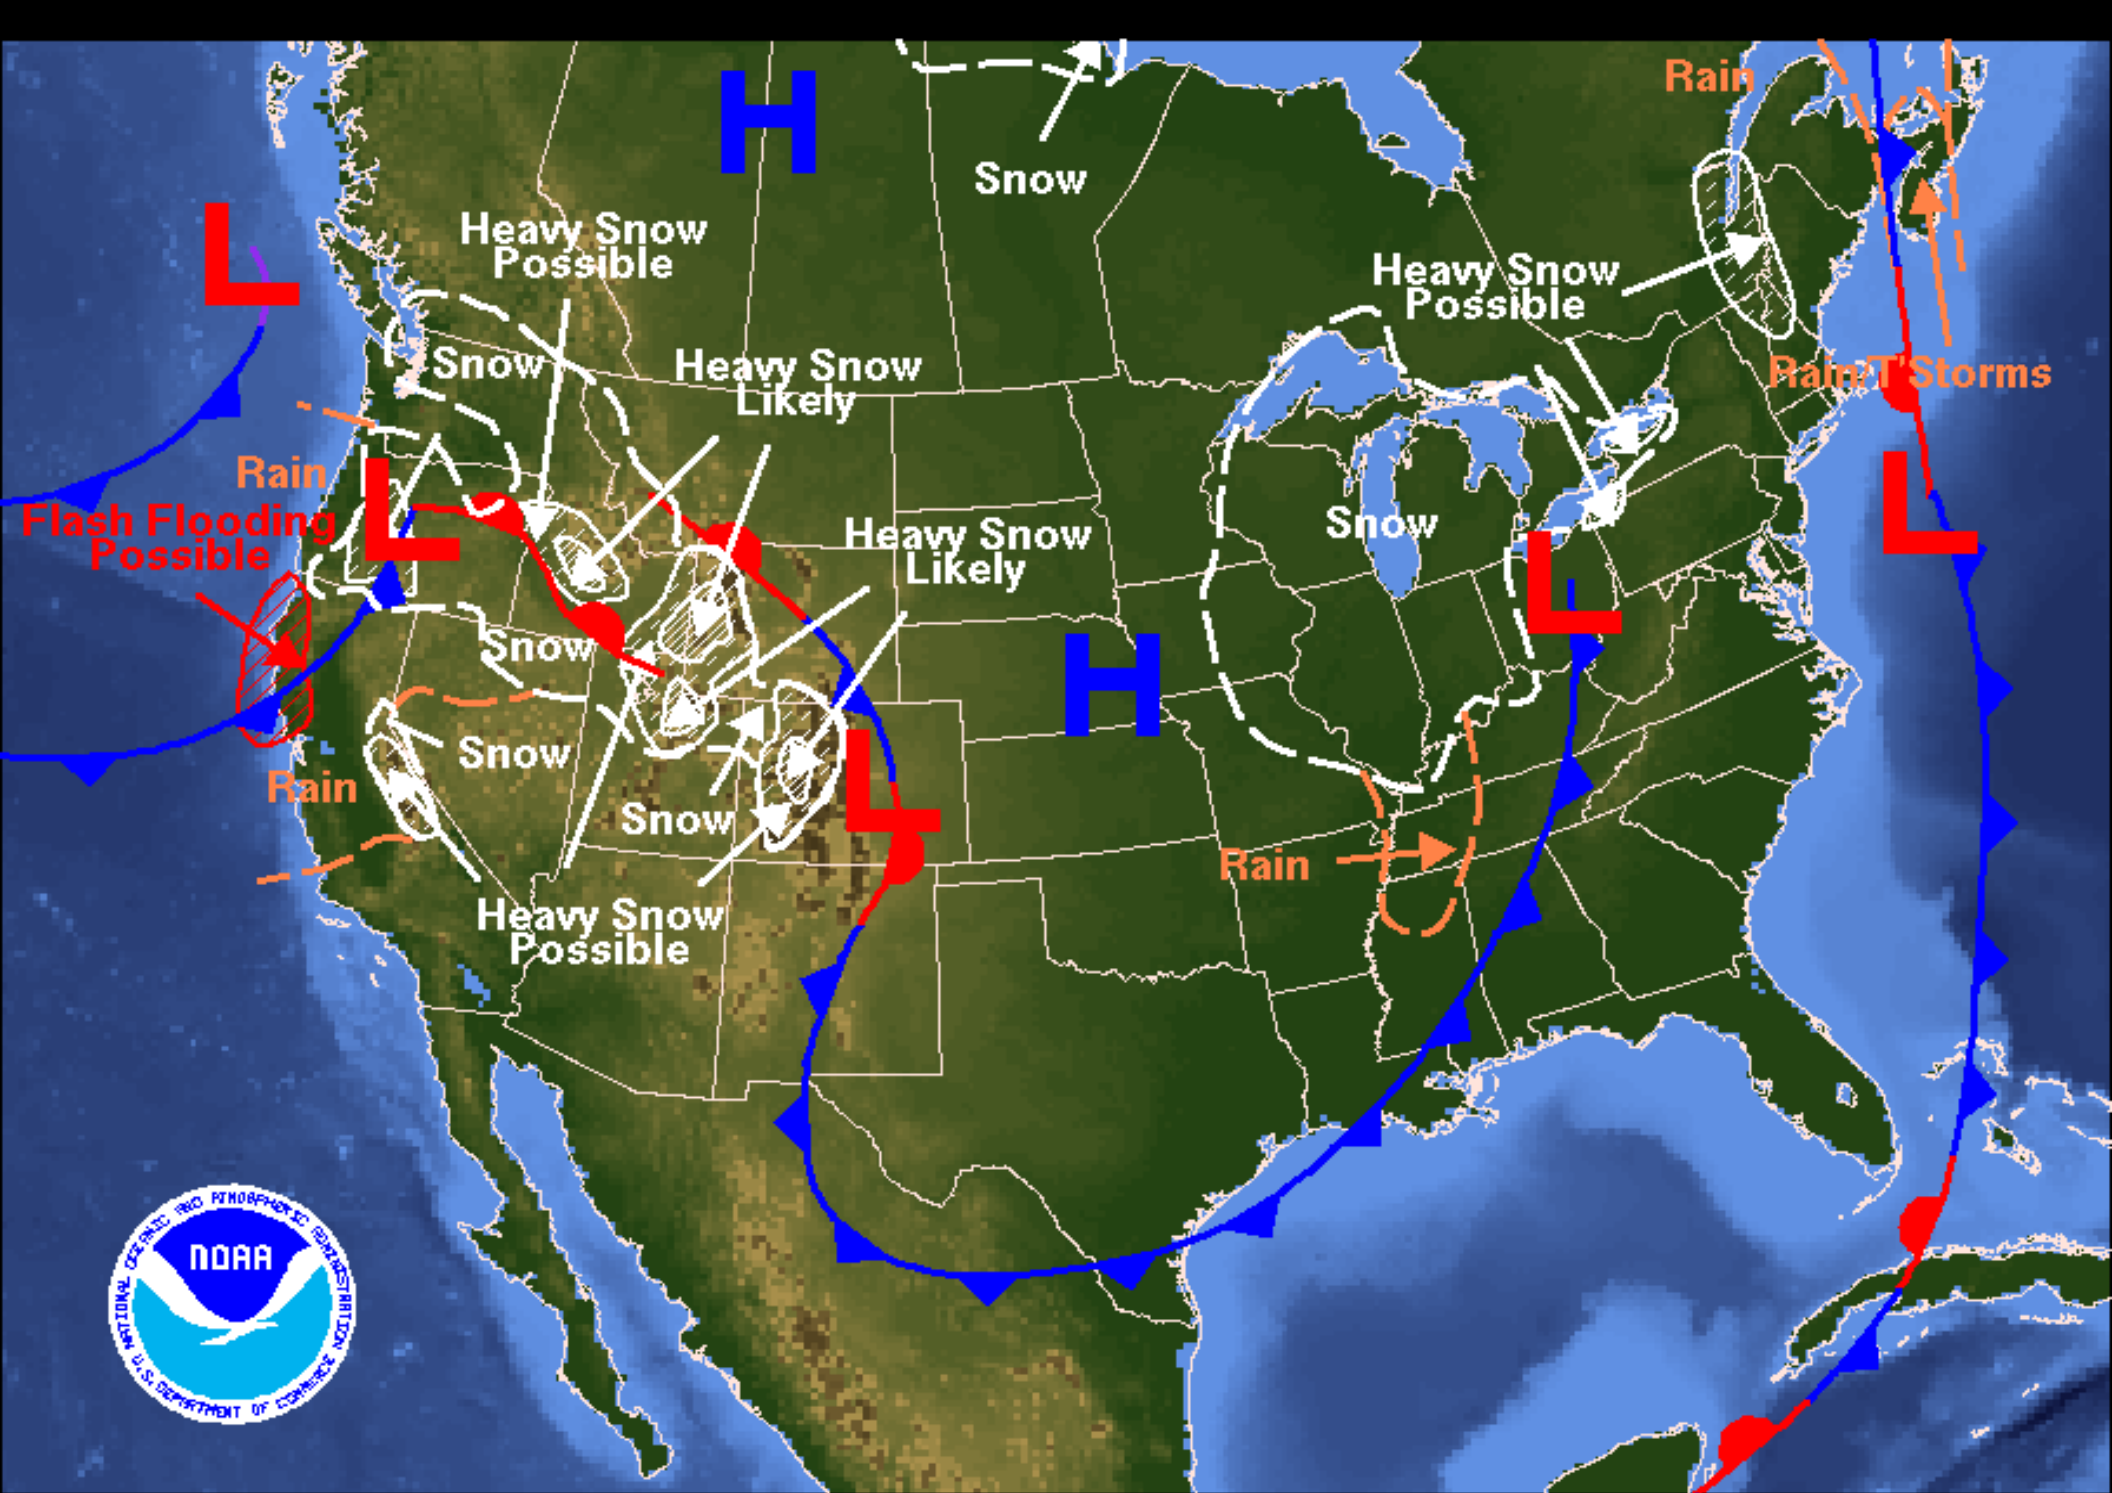 H
Rain
Snow
L
Heavy Snow
Possible
Heavy Snow
Possible
Snow
Heavy Snow
Likely
Rain/T'Storms
Rain
L
Flash Flooding
Possible
L
Snow
Heavy Snow
Likely
L
Snow
H
Snow
Snow
Rain
L
Rain
Heavy Snow
Possible
NATIONAL OCEANIC AND ATMOSPHERIC ADMINISTRATION
NOAA
U.S. DEPARTMENT OF COMMERCE